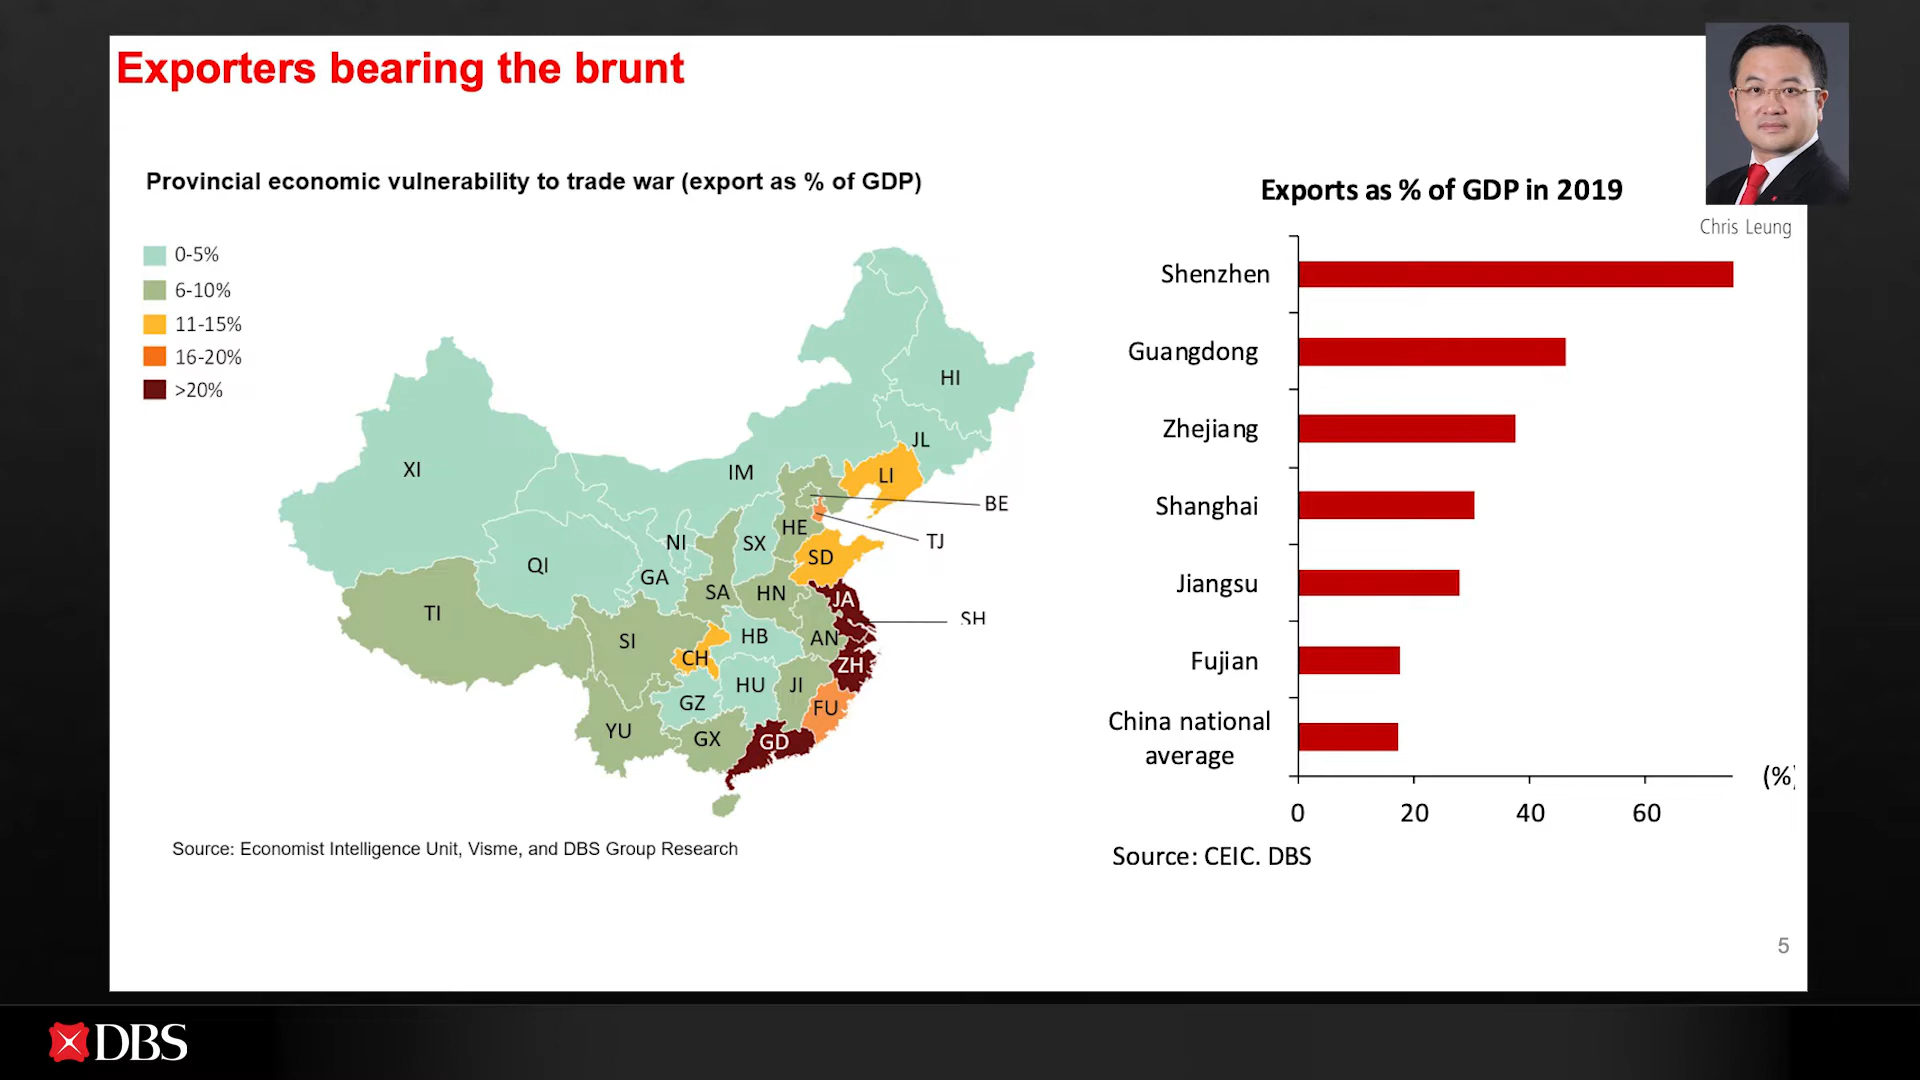 Exporters bearing the brunt
Chris Leung
Provincial economic vulnerability to trade war (export as % of GDP)
0-5%
6-10%
11-15%
16-20%
>20%
HI
JL
XI
IM
LI
BE
HE
TJ
NI
SX
SD
QI
GA
SA
HN
JA
TI
SH
SI
HB
AN
CH
ZH
HU
JI
GZ
FU
YU
GX
GD
Source: Economist Intelligence Unit, Visme, and DBS Group Research
Exports as % of GDP in 2019
Shenzhen
Guangdong
Zhejiang
Shanghai
Jiangsu
Fujian
China national
average
(%)
0 20 40 60
Source: CEIC. DBS
5
DBS